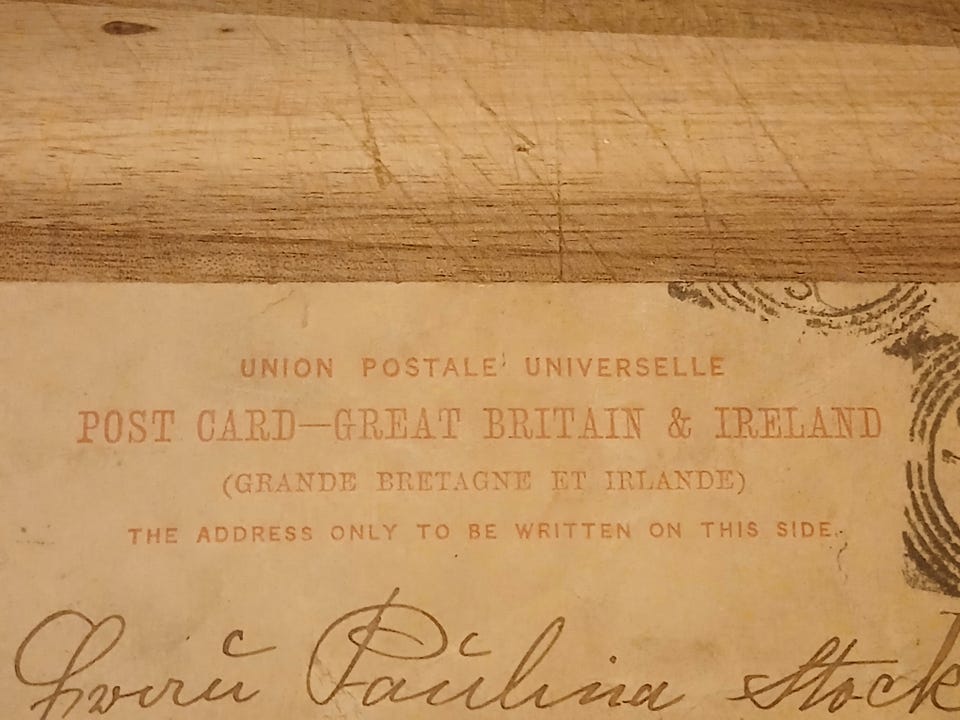 UNION POSTALE UNIVERSELLE
POST CARD—GREAT BRITAIN & IRELAND
(GRANDE BRETAGNE ET IRLANDE)
THE ADDRESS ONLY TO BE WRITTEN ON THIS SIDE.
Paulina Stock